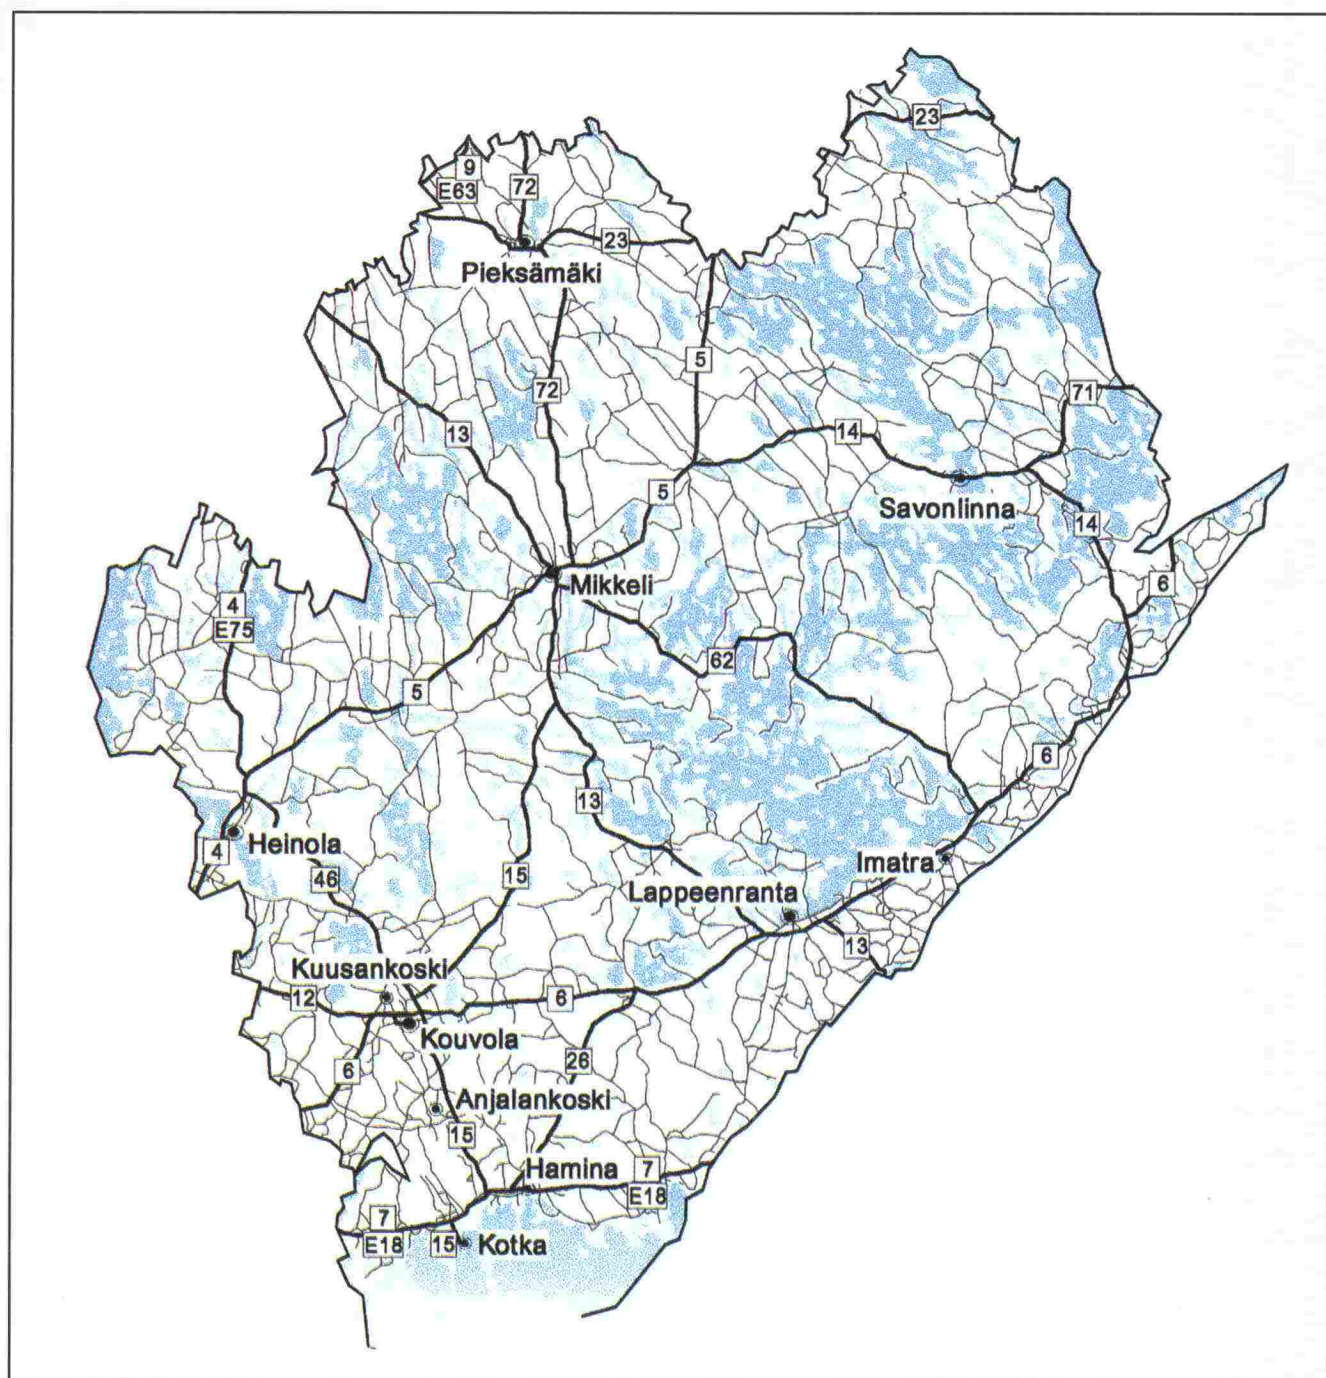 23
9
E63
72
23
Pieksämäki
5
72
13
14
71
5
Savonlinna
14
Mikkeli
6
4
E75
62
5
6
13
4
Heinola
Imatra
46
15
Lappeenranta
13
Kuusankoski
12
6
Kouvola
26
6
Anjalankoski
15
Hamina
7
E18
7
E18
15
Kotka